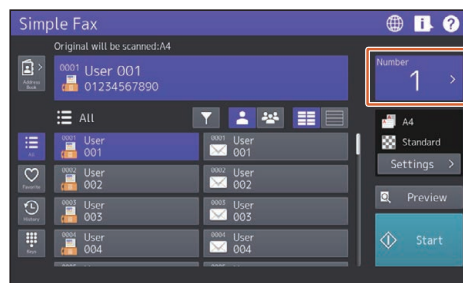 Simple Fax
Original will be scanned:A4
Address Book
0001 User 001
01234567890
Number
1
All
A4
Standard
Settings
Preview
Start
All
Favorite
History
0001 User 001
0001 User 001
0002 User 002
0002 User 002
0003 User 003
0003 User 003
0004 User 004
0004 User 004